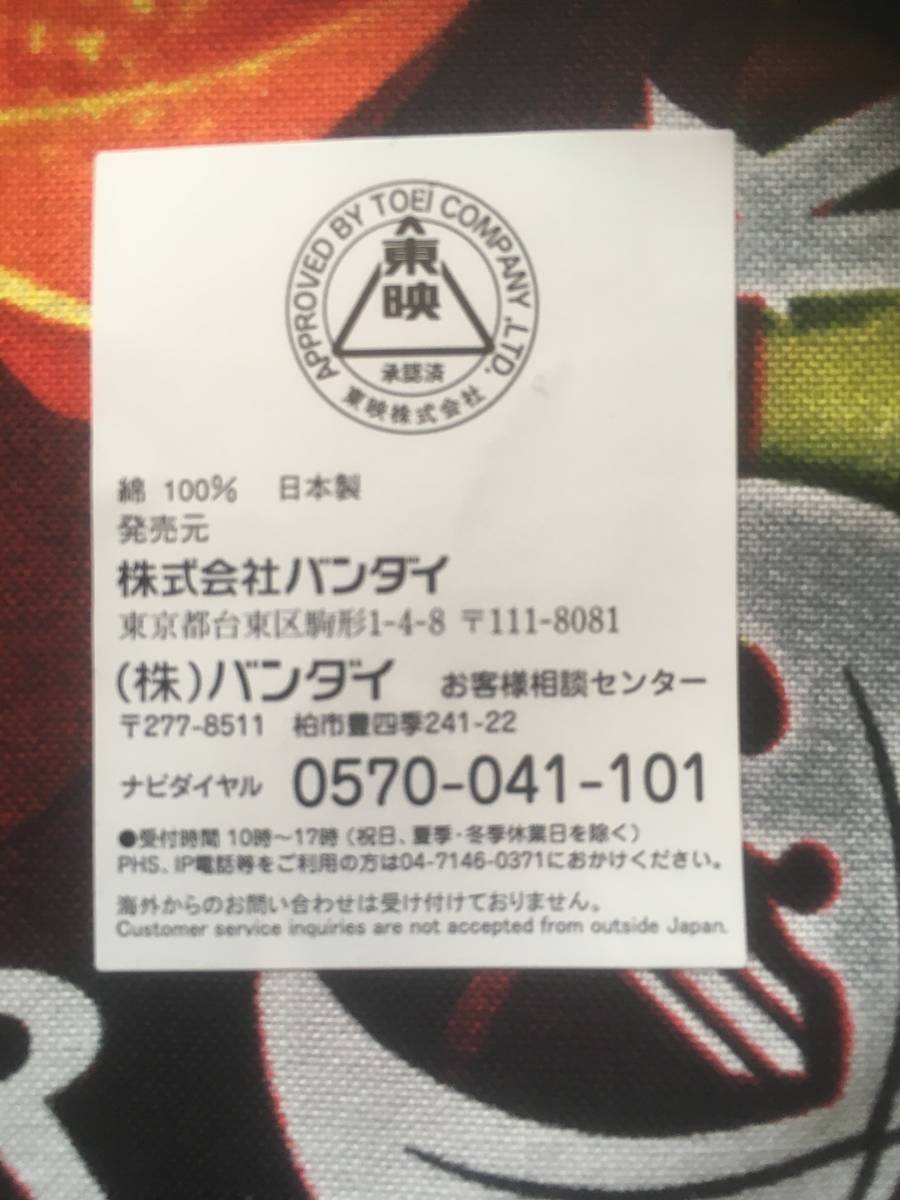 APPROVED BY TOEI COMPANY ,LTD.
東映
承認済
東映株式会社
綿 100% 日本製
発売元
株式会社バンダイ
東京都台東区駒形1-4-8 〒111-8081
(株)バンダイ お客様相談センター
〒277-8511 柏市豊四季241-22
ナビダイヤル 0570-041-101
●受付時間 10時～17時(祝日、夏季・冬季休業日を除く)
PHS、IP電話等をご利用の方は04-7146-0371におかけください。
海外からのお問い合わせは受け付けておりません。
Customer service inquiries are not accepted from outside Japan.